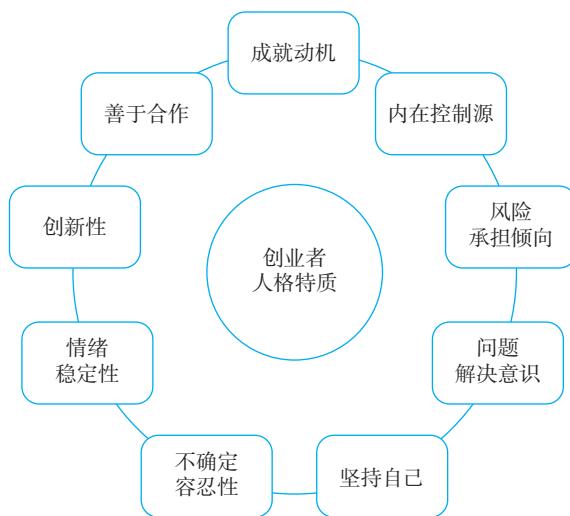 成就动机
善于合作
内在控制源
创新性
风险
承担倾向
创业者
人格特质
情绪
稳定性
问题
解决意识
不确定
容忍性
坚持自己